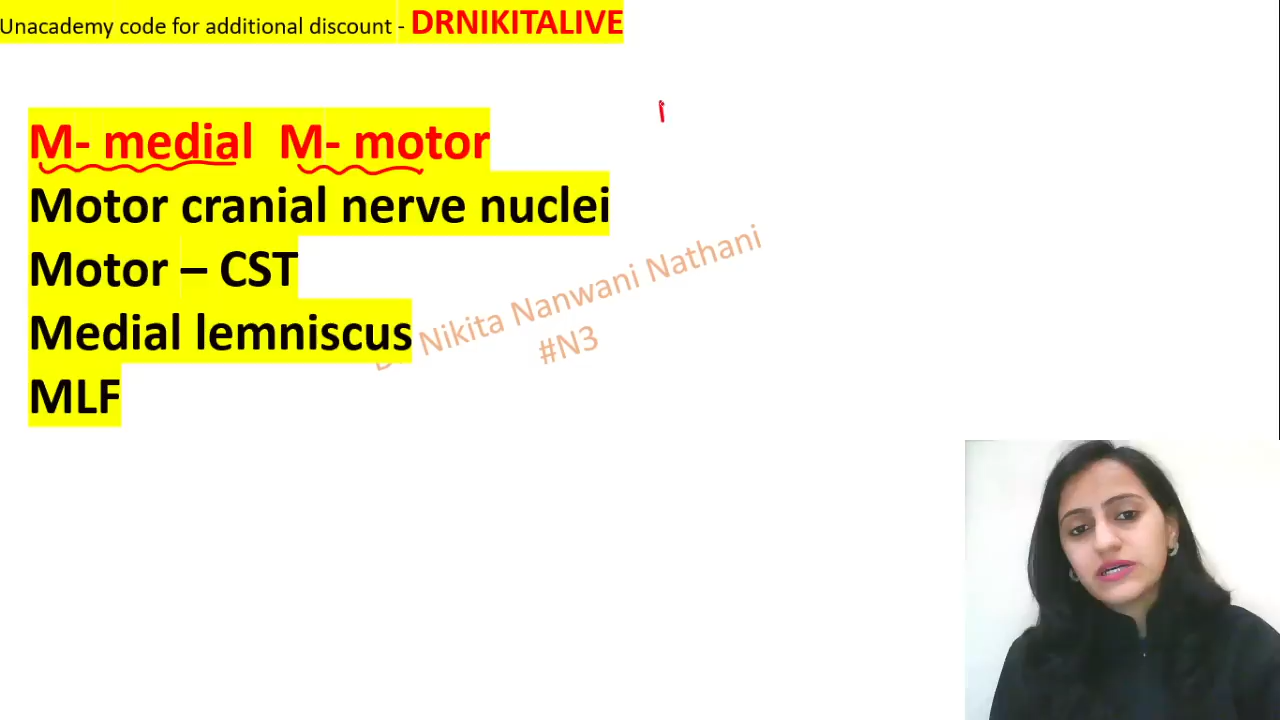 Unacademy code for additional discount - DRNIKITALIVE
M- medial M- motor
Motor cranial nerve nuclei
Motor – CST
Medial lemniscus
MLF
Nikita Nanwani Nathani
#N3